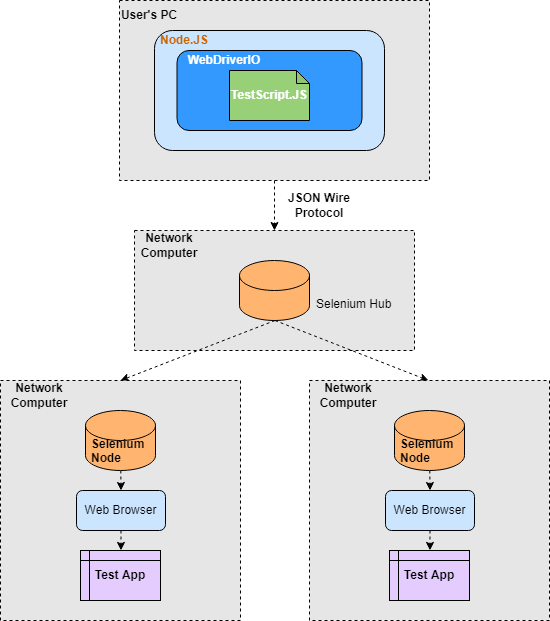 User's PC
Node.JS
WebDriverIO
TestScript.JS
JSON Wire
Protocol
Network
Computer
Selenium Hub
Network
Computer
Selenium
Node
Web Browser
Test App
Network
Computer
Selenium
Node
Web Browser
Test App